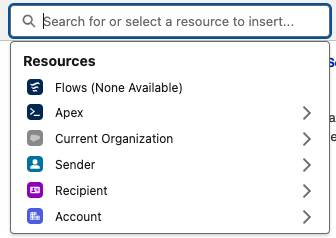 Search for or select a resource to insert...
Resources
Flows (None Available)
Apex
Current Organization
Sender
Recipient
Account